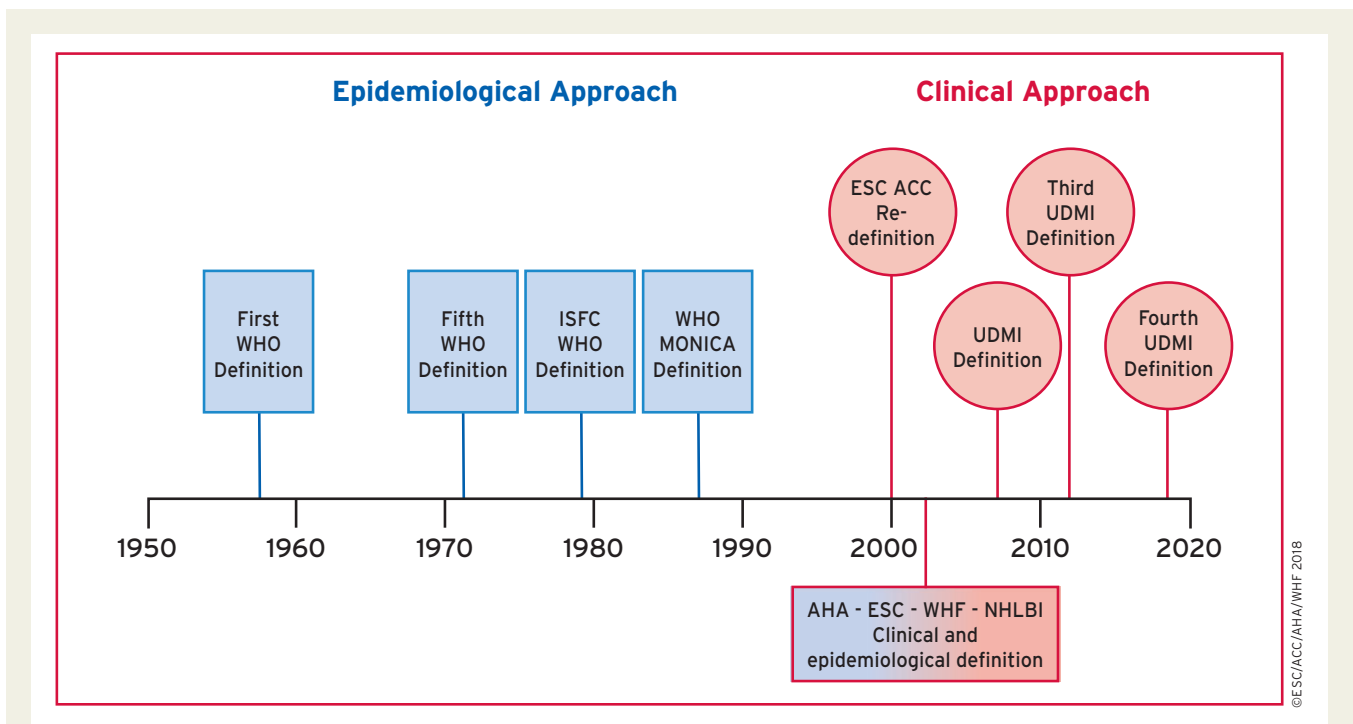 Epidemiological Approach
Clinical Approach
First
WHO
Definition
Fifth
WHO
Definition
ISFC
WHO
Definition
WHO
MONICA
Definition
ESC ACC
Re-
definition
UDMI
Definition
Third
UDMI
Definition
Fourth
UDMI
Definition
1950
1960
1970
1980
1990
2000
2010
2020
AHA - ESC - WHF - NHLBI
Clinical and
epidemiological definition
©ESC/ACC/AHA/WHF 2018